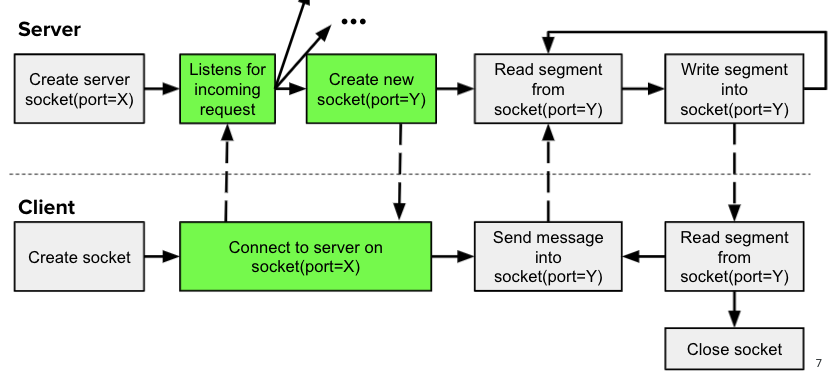 Server
•••
Create server
socket(port=X)
Listens for
incoming
request
Create new
socket(port=Y)
Read segment
from
socket(port=Y)
Write segment
into
socket(port=Y)
Client
Create socket
Connect to server on
socket(port=X)
Send message
into
socket(port=Y)
Read segment
from
socket(port=Y)
Close socket
7